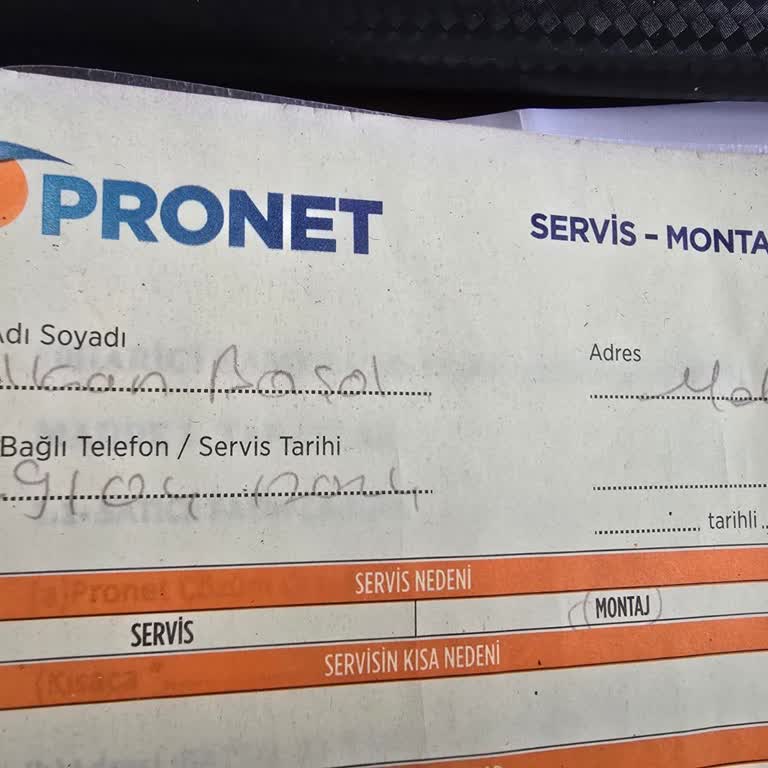 PRONET
SERVİS - MONTA
Adı Soyadı
Adres
Başol
Bağlı Telefon / Servis Tarihi
tarihli
SERVİS NEDENİ
SERVİS
MONTAJ
SERVİSİN KISA NEDENİ